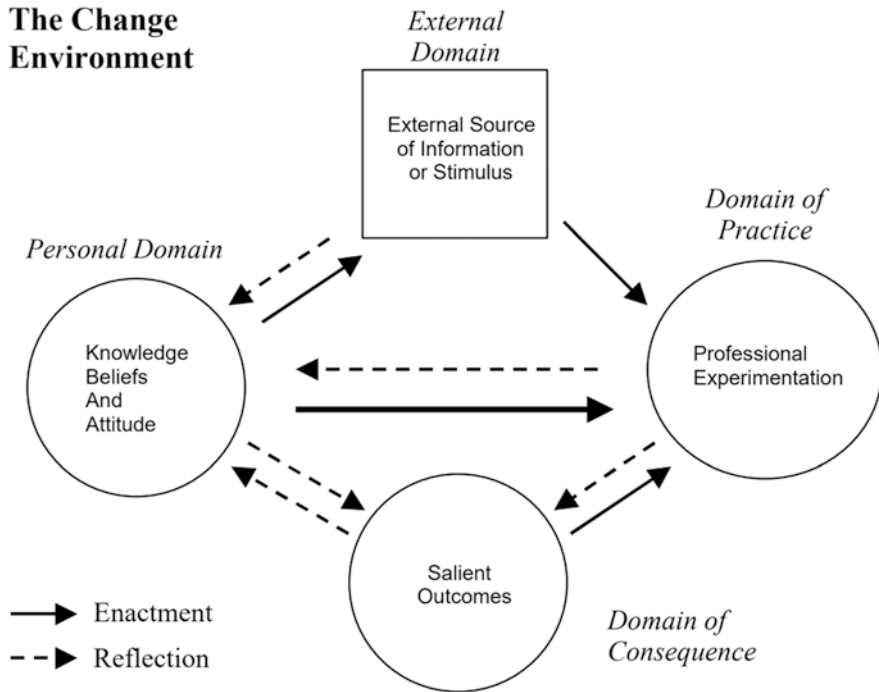 The Change
Environment
External
Domain
External Source
of Information
or Stimulus
Domain of
Practice
Personal Domain
Knowledge
Beliefs
And
Attitude
Professional
Experimentation
Salient
Outcomes
Domain of
Consequence
Enactment
Reflection